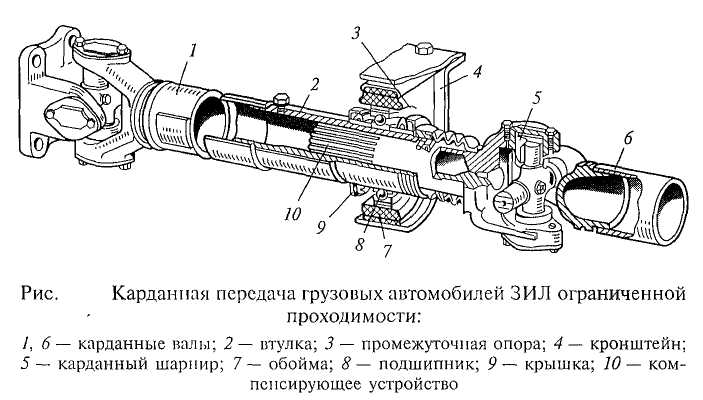 1
2
3
4
5
6
10
9
8
7
Рис. Карданная передача грузовых автомобилей ЗИЛ ограниченной
проходимости:
1, 6 — карданные валы; 2 — втулка; 3 — промежуточная опора; 4 — кронштейн;
5 — карданный шарнир; 7 — обойма; 8 — подшипник; 9 — крышка; 10 — ком-
пенсирующее устройство